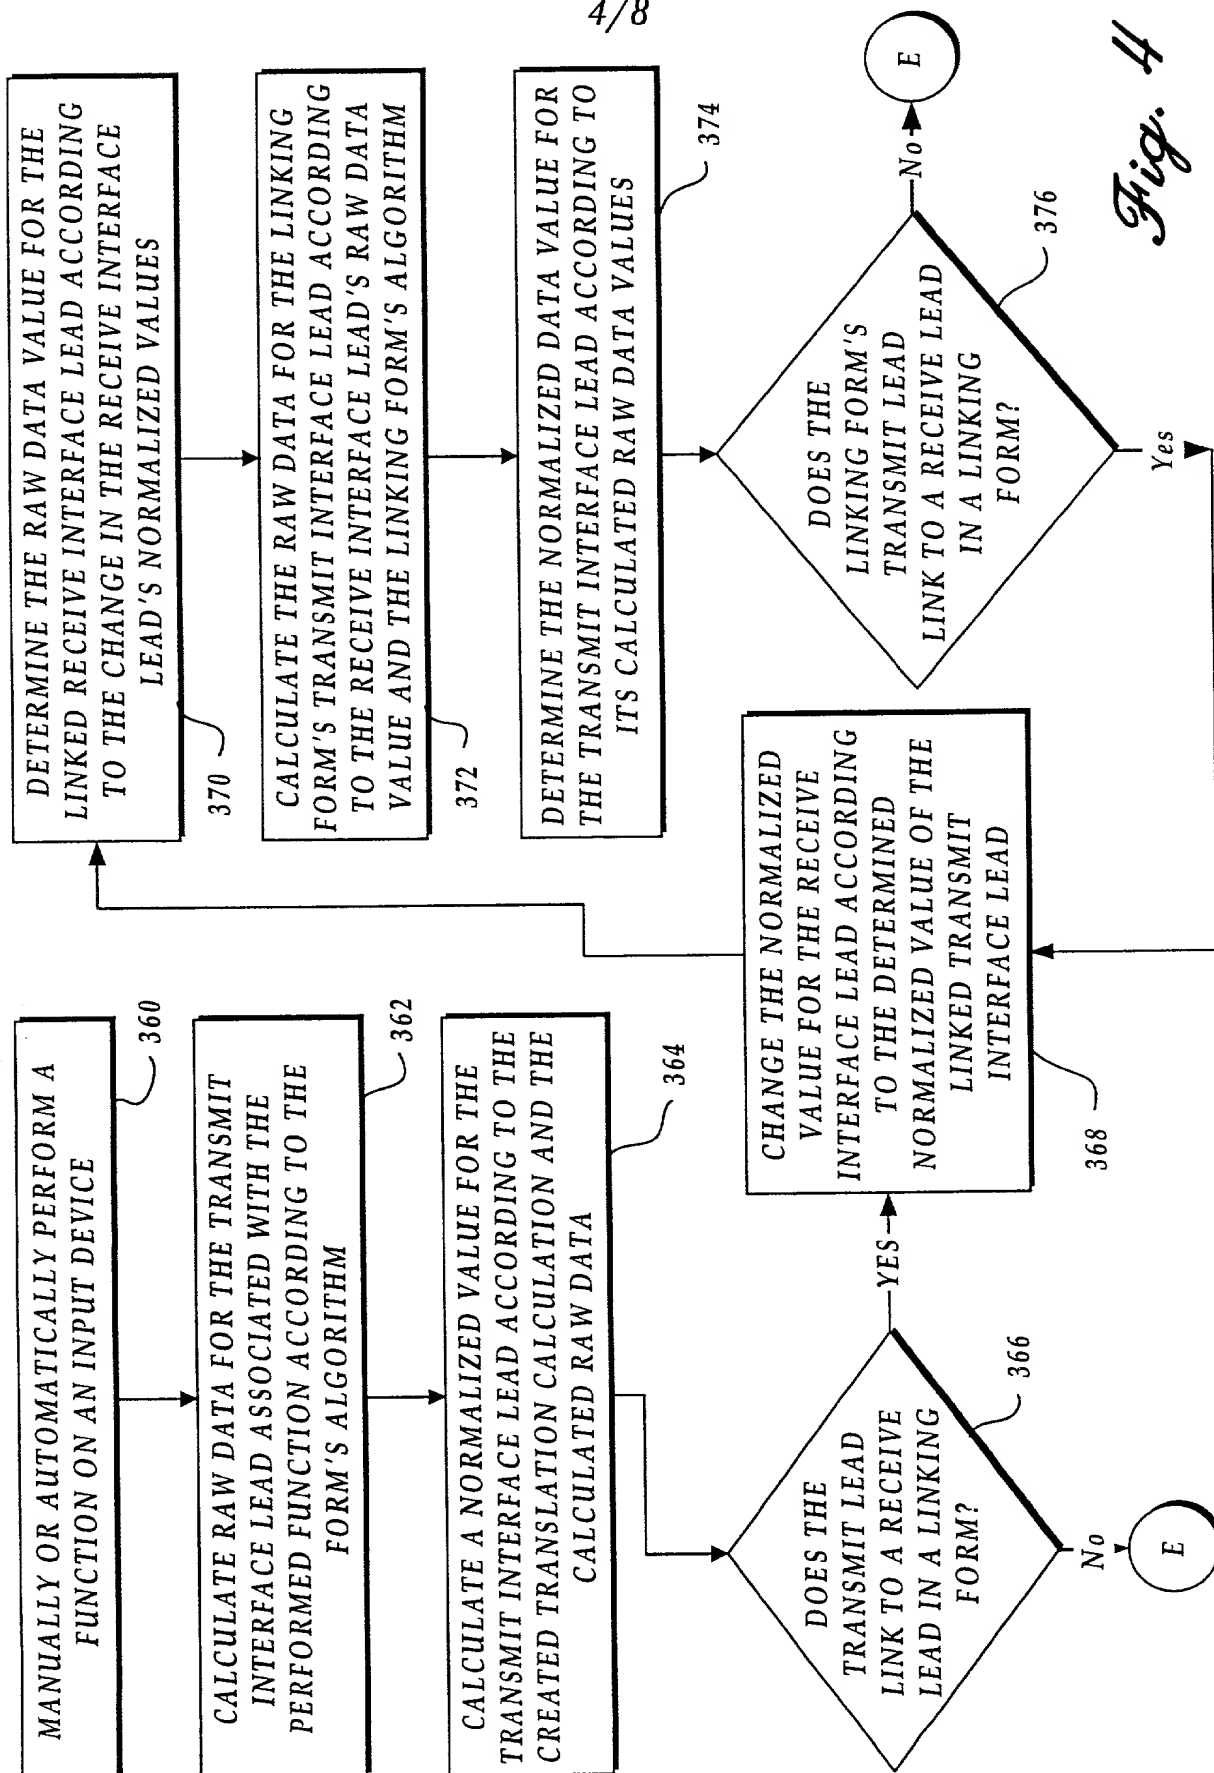 4/8
MANUALLY OR AUTOMATICALLY PERFORM A
FUNCTION ON AN INPUT DEVICE
360
CALCULATE RAW DATA FOR THE TRANSMIT
INTERFACE LEAD ASSOCIATED WITH THE
PERFORMED FUNCTION ACCORDING TO THE
FORM'S ALGORITHM
362
CALCULATE A NORMALIZED VALUE FOR THE
TRANSMIT INTERFACE LEAD ACCORDING TO THE
CREATED TRANSLATION CALCULATION AND THE
CALCULATED RAW DATA
364
DOES THE
TRANSMIT LEAD
LINK TO A RECEIVE
LEAD IN A LINKING
FORM?
366
YES
No
E
CHANGE THE NORMALIZED
VALUE FOR THE RECEIVE
INTERFACE LEAD ACCORDING
TO THE DETERMINED
NORMALIZED VALUE OF THE
LINKED TRANSMIT
INTERFACE LEAD
368
DETERMINE THE RAW DATA VALUE FOR THE
LINKED RECEIVE INTERFACE LEAD ACCORDING
TO THE CHANGE IN THE RECEIVE INTERFACE
LEAD'S NORMALIZED VALUES
370
CALCULATE THE RAW DATA FOR THE LINKING
FORM'S TRANSMIT INTERFACE LEAD ACCORDING
TO THE RECEIVE INTERFACE LEAD'S RAW DATA
VALUE AND THE LINKING FORM'S ALGORITHM
372
DETERMINE THE NORMALIZED DATA VALUE FOR
THE TRANSMIT INTERFACE LEAD ACCORDING TO
ITS CALCULATED RAW DATA VALUES
374
DOES THE
LINKING FORM'S
TRANSMIT LEAD
LINK TO A RECEIVE LEAD
IN A LINKING
FORM?
376
No
E
Yes
Fig. 4